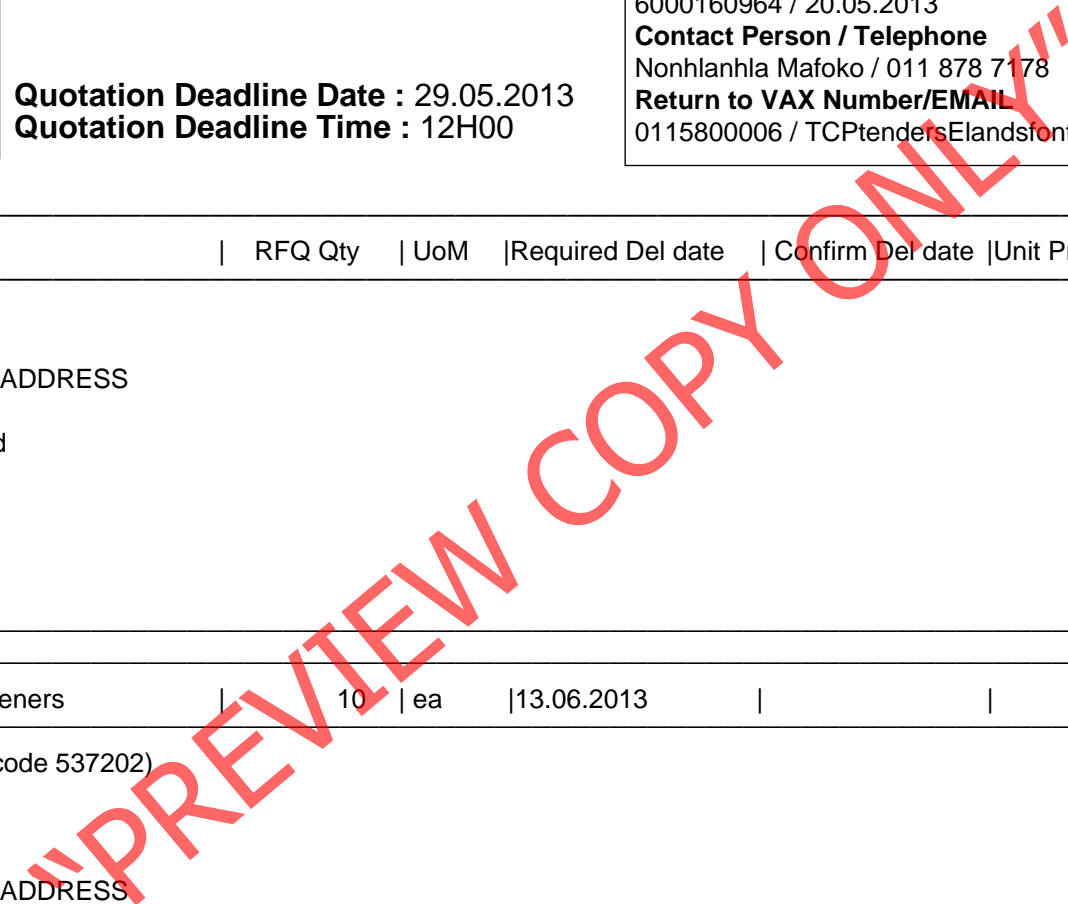 6000160964 / 20.05.2013
Contact Person / Telephone
Nonhlanhla Mafoko / 011 878 7178
Quotation Deadline Date : 29.05.2013
Return to VAX Number/EMAIL
Quotation Deadline Time : 12H00
0115800006 / TCPtendersElandsfont
| RFQ Qty | UoM |Required Del date | Confirm Del date |Unit Pr
ADDRESS
d
eners | 10 | ea |13.06.2013 | |
code 537202)
ADDRESS
"PREVIEW COPY ONLY"